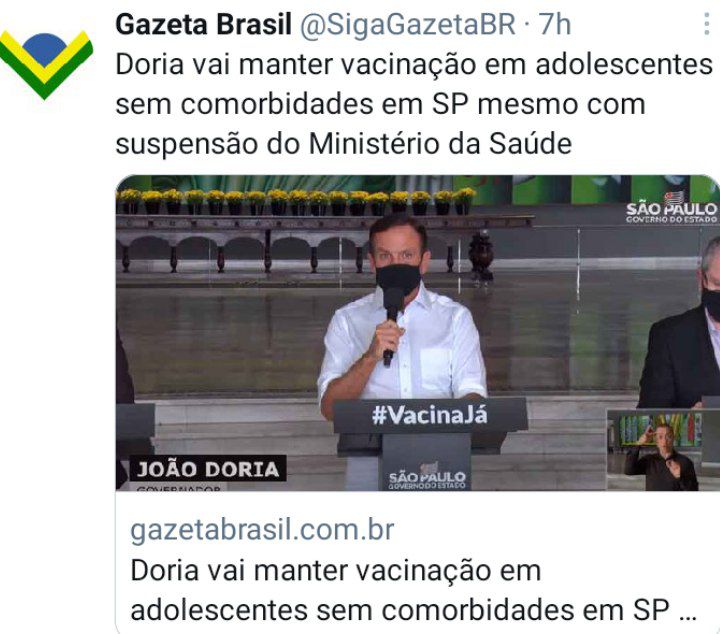 Gazeta Brasil @SigaGazetaBR · 7h
Doria vai manter vacinação em adolescentes
sem comorbidades em SP mesmo com
suspensão do Ministério da Saúde
SÃO PAULO
GOVERNO DO ESTADO
#VacinaJá
JOÃO DORIA
GOVERNADOR
SÃO PAULO
GOVERNO DO ESTADO
gazetabrasil.com.br
Doria vai manter vacinação em
adolescentes sem comorbidades em SP ...